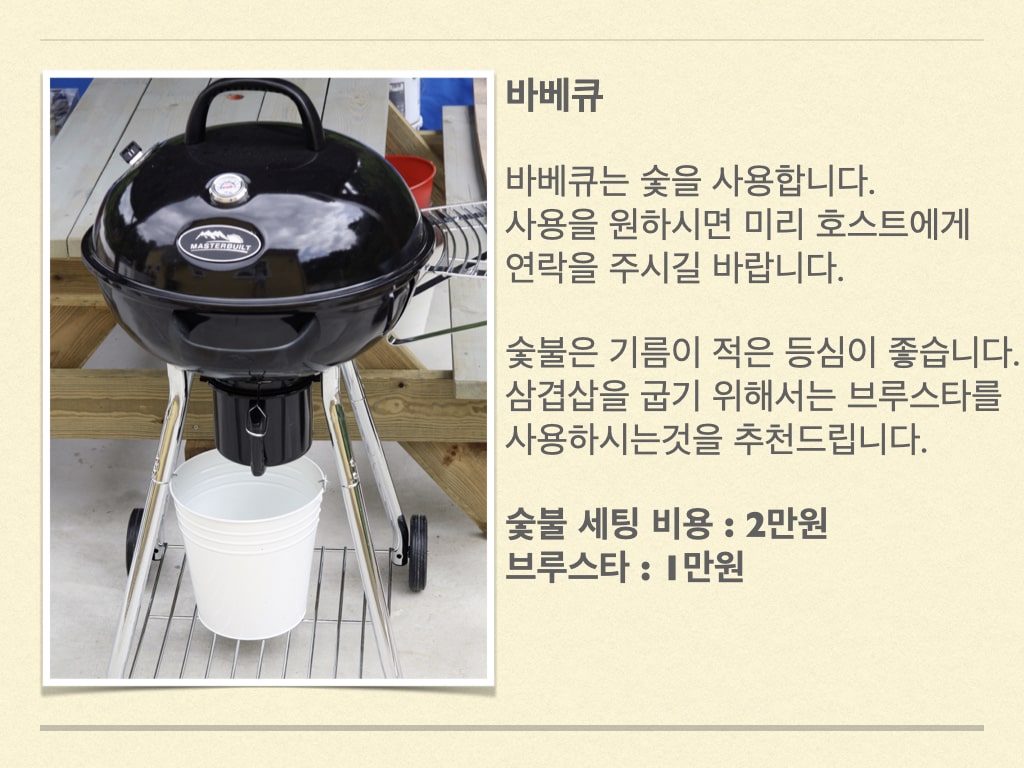 바베큐
바베큐는 숯을 사용합니다.
사용을 원하시면 미리 호스트에게
연락을 주시길 바랍니다.
숯불은 기름이 적은 등심이 좋습니다.
삼겹삽을 굽기 위해서는 브루스타를
사용하시는것을 추천드립니다.
숯불 세팅 비용 : 2만원
브루스타 : 1만원
MASTERBUILT